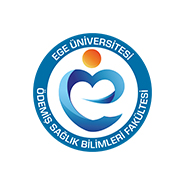 EGE ÜNİVERSİTESİ
ÖDEMİŞ SAĞLIK BİLİMLERİ FAKÜLTESİ